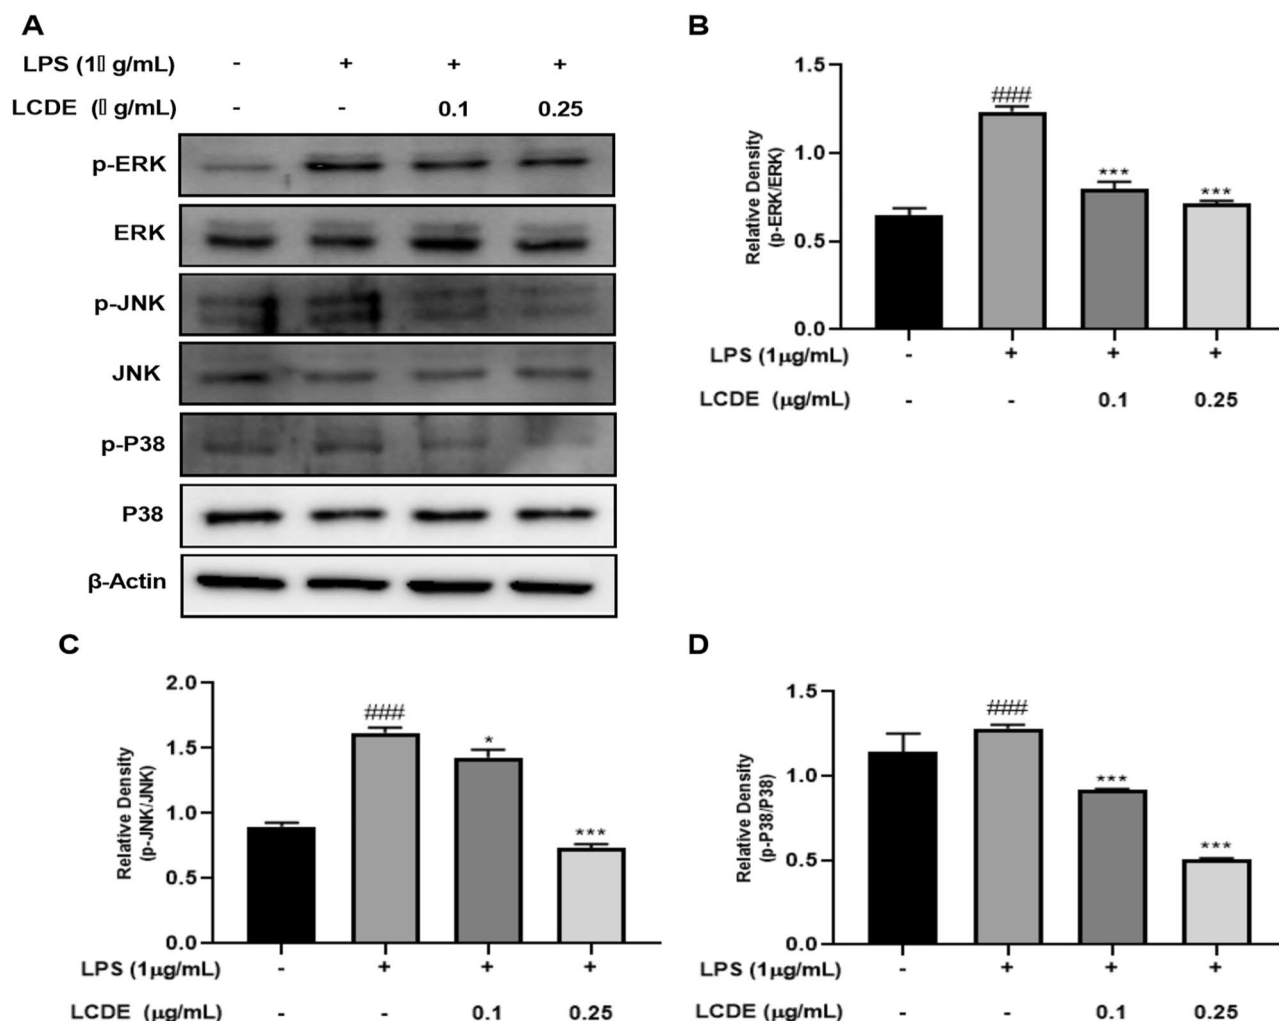 A
LPS (1▯ g/mL) - + + +
LCDE (▯ g/mL) - - 0.1 0.25
p-ERK
ERK
p-JNK
JNK
p-P38
P38
β-Actin
B
Relative Density
(p-ERK/ERK)
1.5
1.0
0.5
0.0
###
***
***
LPS (1μg/mL) - + + +
LCDE (μg/mL) - - 0.1 0.25
C
Relative Density
(p-JNK/JNK)
2.0
1.5
1.0
0.5
0.0
###
*
***
LPS (1μg/mL) - + + +
LCDE (μg/mL) - - 0.1 0.25
D
Relative Density
(p-P38/P38)
1.5
1.0
0.5
0.0
###
***
***
LPS (1μg/mL) - + + +
LCDE (μg/mL) - - 0.1 0.25